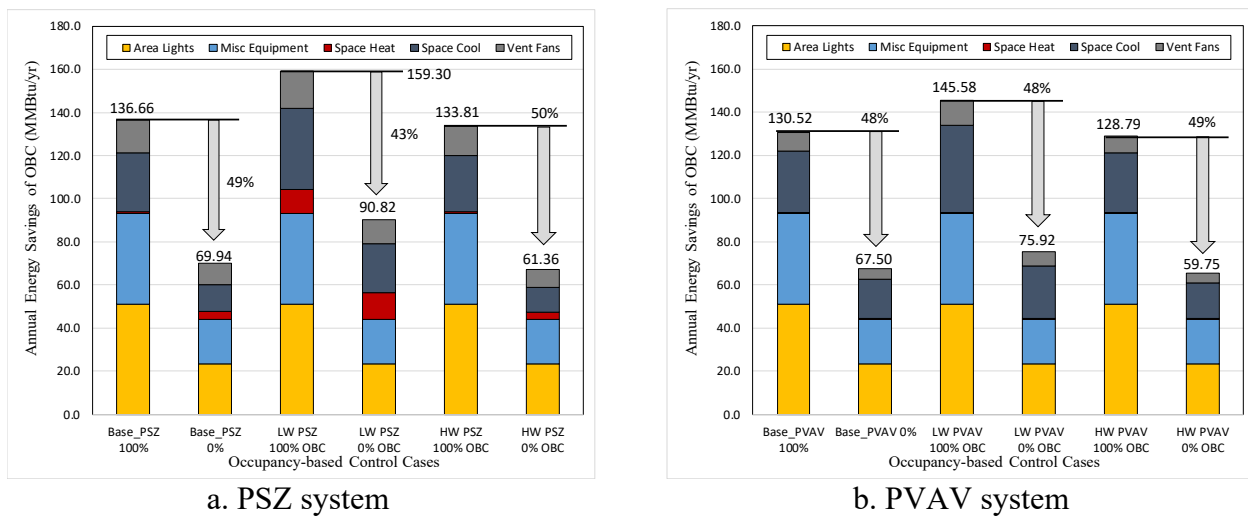 180.0
160.0
140.0
120.0
100.0
80.0
60.0
40.0
20.0
0.0
Annual Energy Savings of OBC (MMBtu/yr)
Area Lights Misc Equipment Space Heat Space Cool Vent Fans
136.66
49%
69.94
159.30
43%
90.82
133.81
50%
61.36
Base_PSZ
100%
Base_PSZ
0%
LW PSZ
100% OBC
LW PSZ
0% OBC
HW PSZ
100% OBC
HW PSZ
0% OBC
Occupancy-based Control Cases
a. PSZ system
180.0
160.0
140.0
120.0
100.0
80.0
60.0
40.0
20.0
0.0
Annual Energy Savings of OBC (MMBtu/yr)
Area Lights Misc Equipment Space Heat Space Cool Vent Fans
130.52
48%
67.50
145.58
48%
75.92
128.79
49%
59.75
Base_PVAV
100%
Base_PVAV 0%
LW PVAV
100% OBC
LW PVAV
0% OBC
HW PVAV
100% OBC
HW PVAV
0% OBC
Occupancy-based Control Cases
b. PVAV system